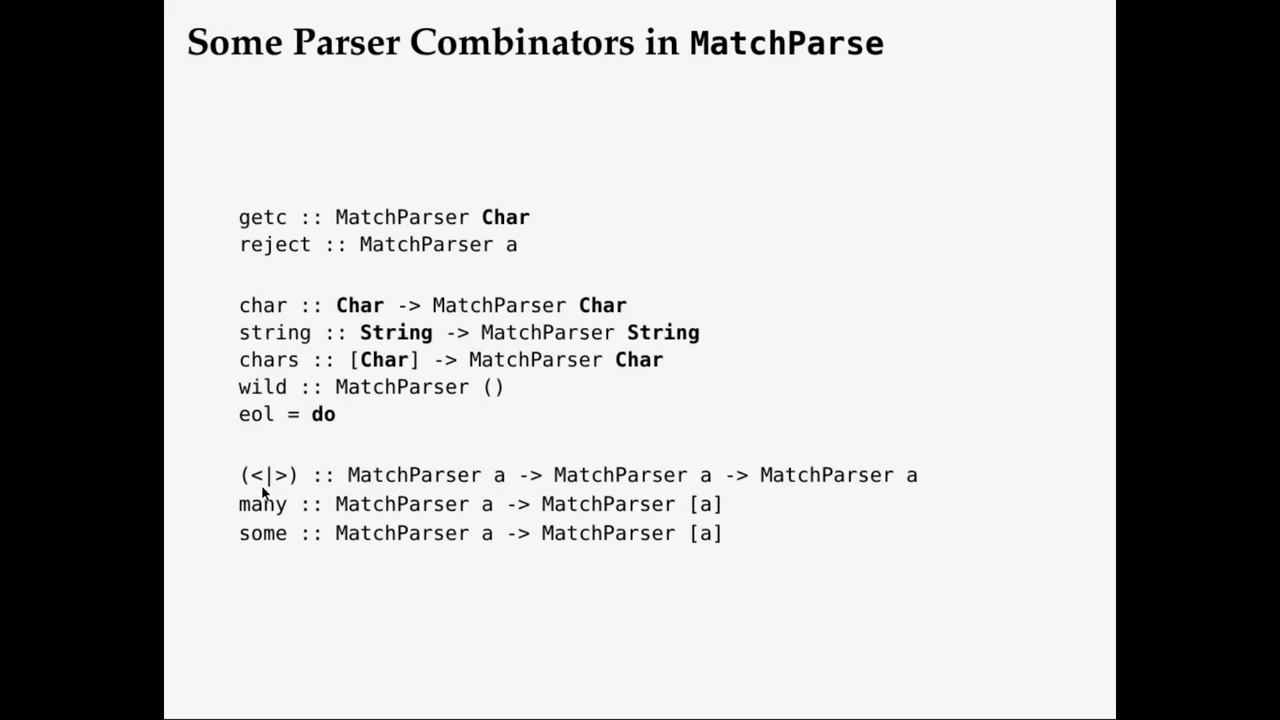 Some Parser Combinators in MatchParse
getc :: MatchParser Char
reject :: MatchParser a
char :: Char -> MatchParser Char
string :: String -> MatchParser String
chars :: [Char] -> MatchParser Char
wild :: MatchParser ()
eol = do
(<|>) :: MatchParser a -> MatchParser a -> MatchParser a
many :: MatchParser a -> MatchParser [a]
some :: MatchParser a -> MatchParser [a]